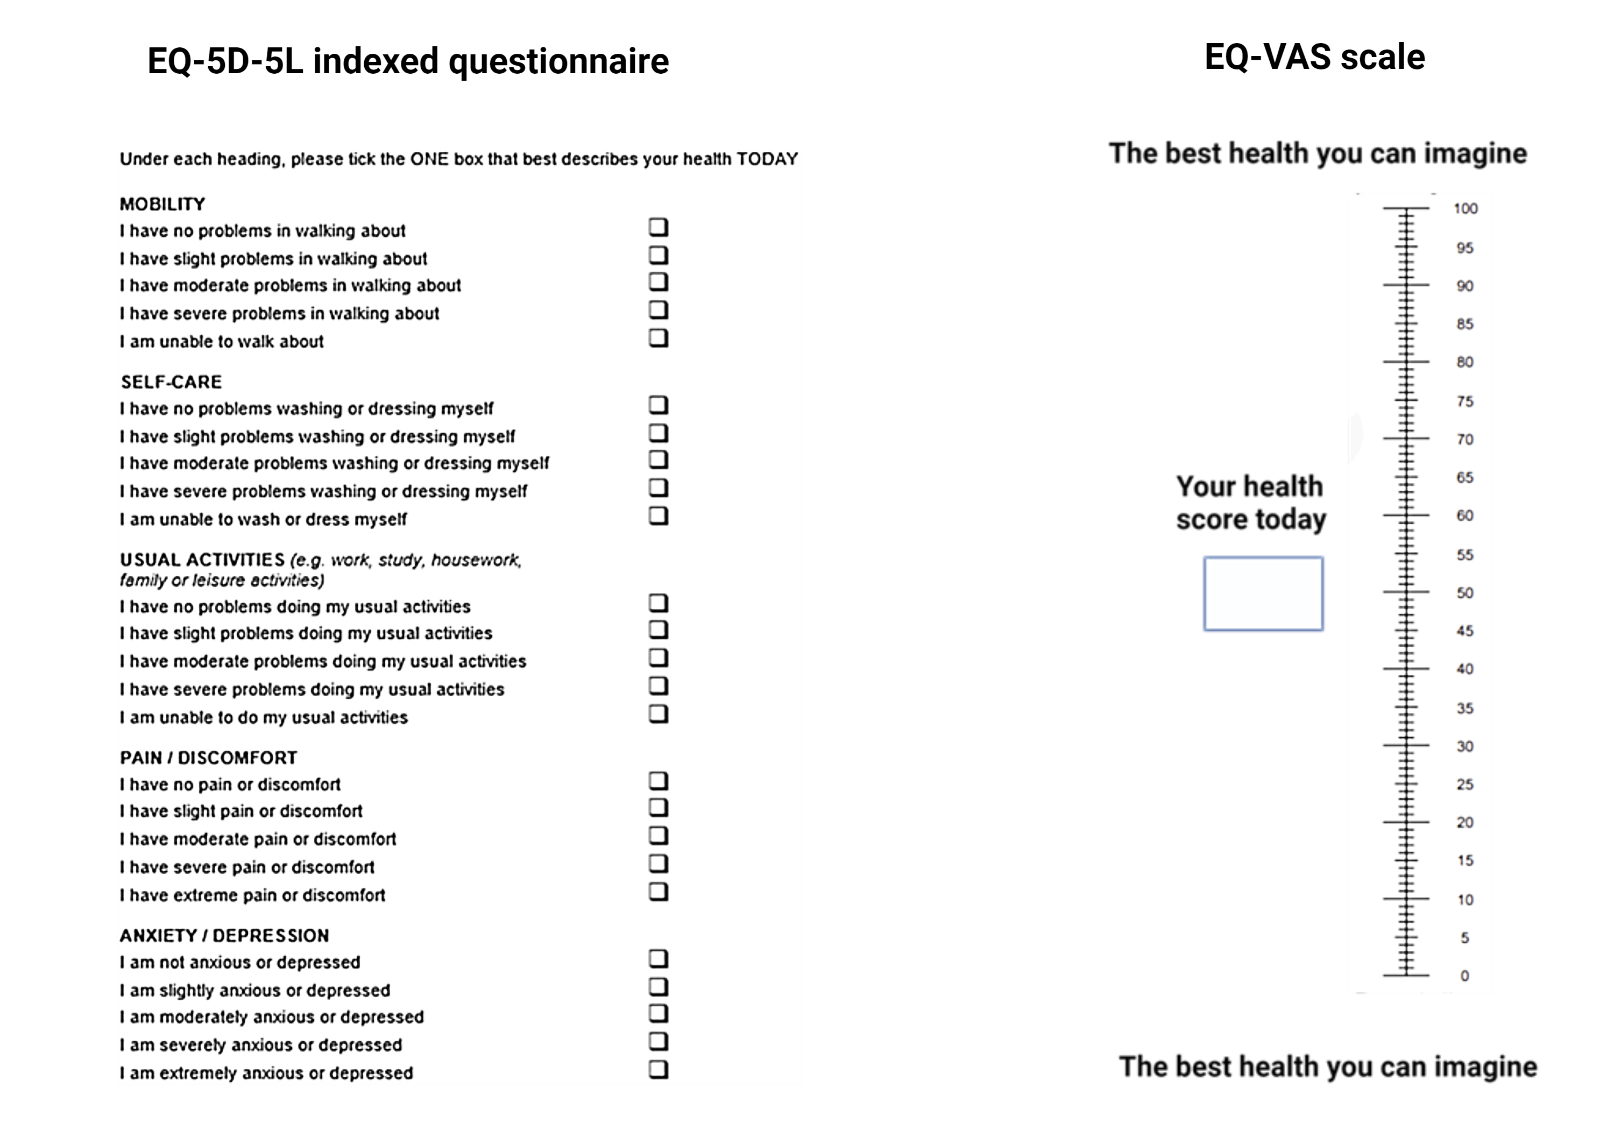 EQ-5D-5L indexed questionnaire
Under each heading, please tick the ONE box that best describes your health TODAY
MOBILITY
I have no problems in walking about
I have slight problems in walking about
I have moderate problems in walking about
I have severe problems in walking about
I am unable to walk about
SELF-CARE
I have no problems washing or dressing myself
I have slight problems washing or dressing myself
I have moderate problems washing or dressing myself
I have severe problems washing or dressing myself
I am unable to wash or dress myself
USUAL ACTIVITIES (e.g. work, study, housework,
family or leisure activities)
I have no problems doing my usual activities
I have slight problems doing my usual activities
I have moderate problems doing my usual activities
I have severe problems doing my usual activities
I am unable to do my usual activities
PAIN / DISCOMFORT
I have no pain or discomfort
I have slight pain or discomfort
I have moderate pain or discomfort
I have severe pain or discomfort
I have extreme pain or discomfort
ANXIETY / DEPRESSION
I am not anxious or depressed
I am slightly anxious or depressed
I am moderately anxious or depressed
I am severely anxious or depressed
I am extremely anxious or depressed
EQ-VAS scale
The best health you can imagine
Your health
score today
100
95
90
85
80
75
70
65
60
55
50
45
40
35
30
25
20
15
10
5
0
The best health you can imagine